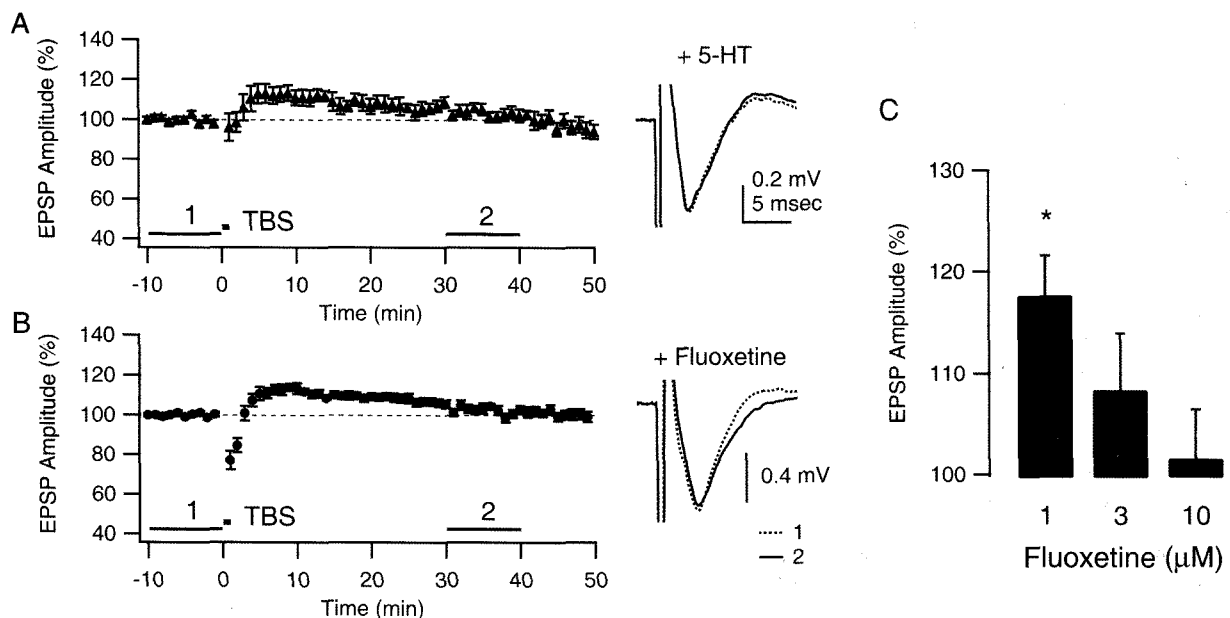 A
EPSP Amplitude (%)
140
120
100
80
60
40
1
TBS
2
-10 0 10 20 30 40 50
Time (min)
+ 5-HT
0.2 mV
5 msec
B
EPSP Amplitude (%)
140
120
100
80
60
40
1
TBS
2
-10 0 10 20 30 40 50
Time (min)
+ Fluoxetine
0.4 mV
1
2
C
EPSP Amplitude (%)
130
120
110
100
*
1 3 10
Fluoxetine (µM)